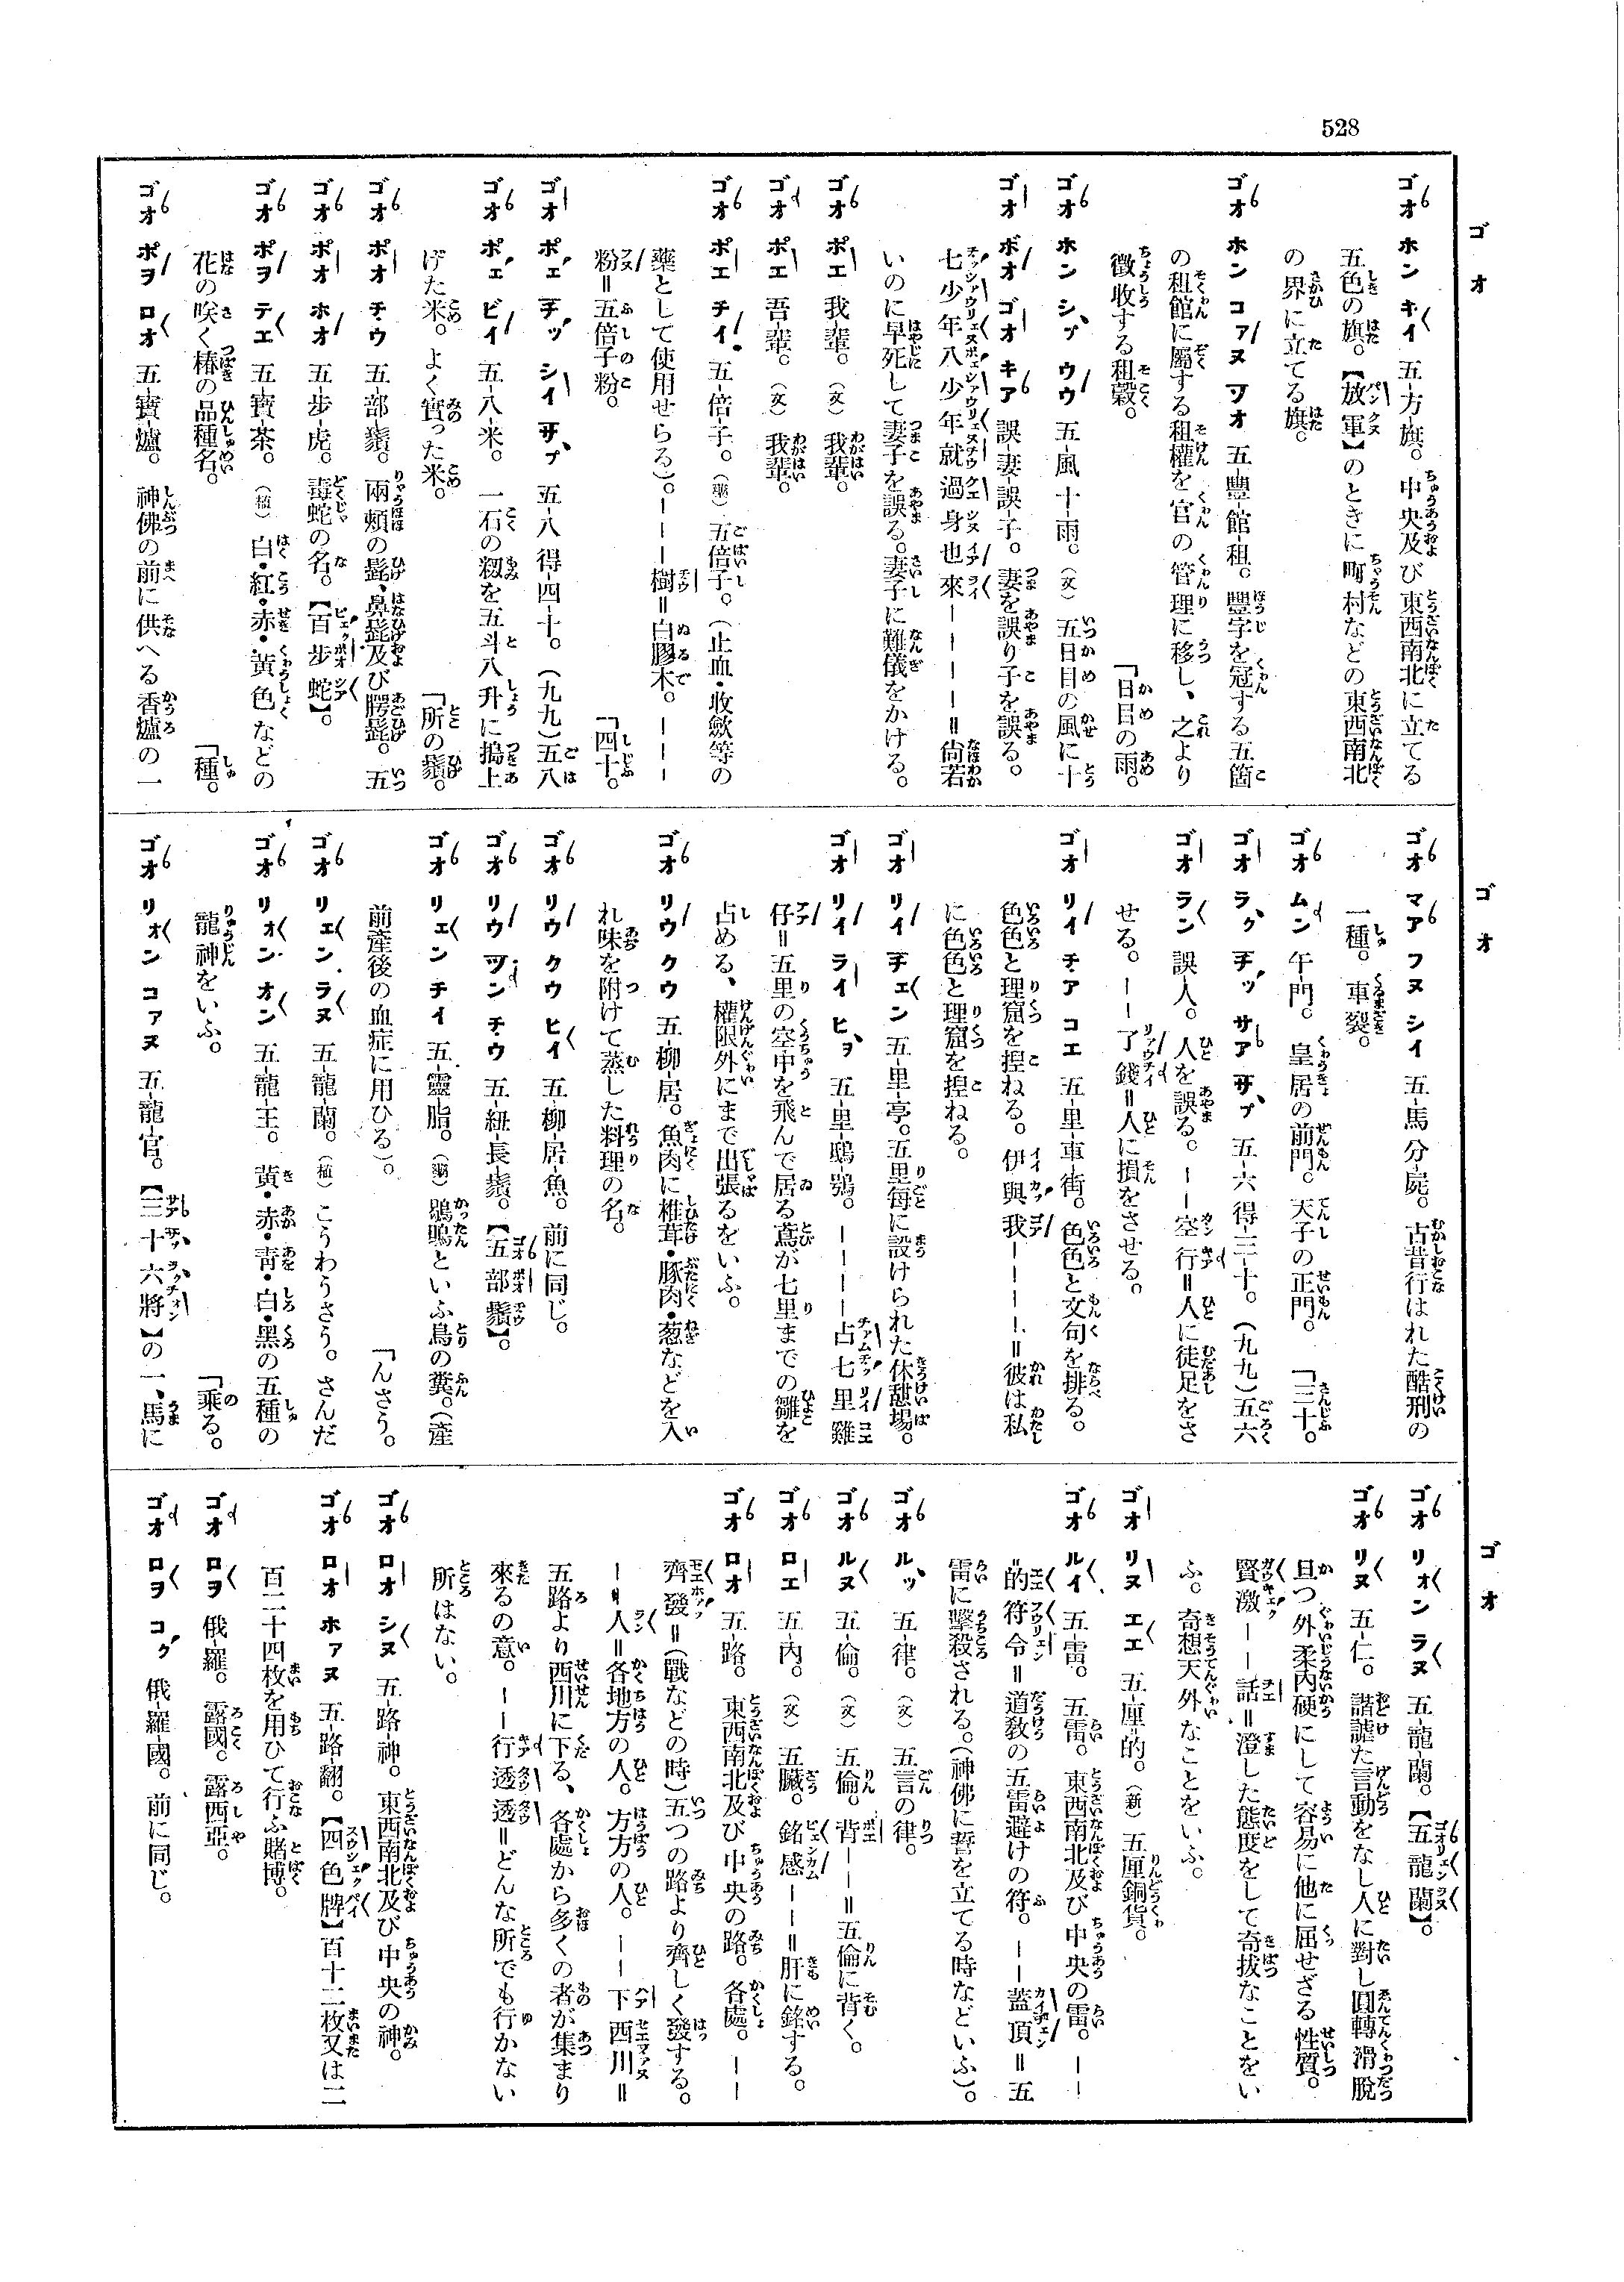 528
ゴオ
ゴオ ホン キイ 五-方-旗。中央及び東西南北に立てる
五色の旗。【放軍】のときに町村などの東西南北
の界に立てる旗。
ゴオ ホン コァヌ ツオ 五-豐-館-租。豐字を冠する五箇
の租館に屬する租權を官の管理に移し、之より
徵收する租穀。
「日目の雨。
ゴオ ホン シプ ウウ 五-風十-雨。(文)五日目の風に十
ゴオ ボオ ゴオ キア 誤-妻-誤-子。妻を誤り子を誤る。
七少年八少年就過身也來ーーーー=尙若
いのに早死して妻子を誤る。妻子に難儀をかける。
ゴオ ポエ 我-輩。(文)我輩。
ゴオ ポエ 吾-輩。(文)我輩。
ゴオ ポエ チイ 五-倍-子。(藥)五倍子。(止血・收斂等の
藥として使用せらる)。ーーー樹=白膠木。ーーー
粉=五倍子粉。
「四十。
ゴオ ポェ チッ シイ サプ 五-八得-四十。(九九)五八
ゴオ ポェ ビイ 五-八-米。一石の籾を五斗八升に搗上
げた米。よく實つた米。
「所の鬚。
ゴオ ポオ チウ 五-部-鬚。兩頰の髭、鼻髭及び腭髭。五
ゴオ ポオ ホオ 五-步-虎。毒蛇の名。【百步蛇】。
ゴオ ポヲ テエ 五-寶-茶。(植)白・紅・赤・黃色などの
花の咲く椿の品種名。
「種。
ゴオ ポヲ ロオ 五-寶-爐。神佛の前に供へる香爐の一
ゴオ
ゴオ マア フヌ シイ 五-馬分-屍。古昔行はれた酷刑の
一種。車裂。
ゴオ ムン 午-門。皇居の前門。天子の正門。
「三十。
ゴオ ラク チッ サア サプ 五-六得-三十。(九九)五六
ゴオ ラン 誤-人。人を誤る。ーー空行=人に徒足をさ
せる。ーー了錢=人に損をさせる。
ゴオ リイ チア コエ 五-里-車-街。色色と文句を排る。
色色と理窟を揑ねる。伊與我ーーーー=彼は私
に色色と理窟を揑ねる。
ゴオ リイ チェン 五-里-亭。五里每に設けられた休憩場。
ゴオ リイ ライ ヒヲ 五-里-鴟-鴞。ーーーー占七里雞
仔=五里の空中を飛んで居る鳶が七里までの雛を
占める、權限外にまで出張るをいふ。
ゴオ リウ クウ 五-柳-居。魚肉に椎茸・豚肉・葱などを入
れ味を附けて蒸した料理の名。
ゴオ リウ クウ ヒイ 五-柳-居-魚。前に同じ。
ゴオ リウ ツン チウ 五-紐-長-鬚。【五部鬚】。
ゴオ リェン チイ 五-靈-脂。(藥)鶡鴠といふ鳥の糞。(產
前產後の血症に用ひる)。
「んさう。
ゴオ リェン ラヌ 五-龍-蘭。(植)こうわうさう。さんだ
ゴオ リォン オン 五-龍-王。黃・赤・靑・白・黑の五種の
龍神をいふ。
「乘る。
ゴオ リォン コァヌ 五-龍-官。【三十六將】の一、馬に
ゴオ
ゴオ リォン ラヌ 五-龍-蘭。【五龍蘭】。
ゴオ リヌ 五-仁。諧謔た言動をなし人に對し圓轉滑脫
且つ外柔內硬にして容易に他に屈せざる性質。
賢激ーー話=澄した態度をして奇拔なことをい
ふ。奇想天外なことをいふ。
ゴオ リヌ エエ 五-厘-的。(新)五厘銅貨。
ゴオ ルイ 五-雷。五雷。東西南北及び中央の雷。ーー
的符令=道敎の五雷避けの符。ーー蓋頂=五
雷に擊殺される。(神佛に誓を立てる時などいふ)。
ゴオ ルッ 五-律。(文)五言の律。
ゴオ ルヌ 五-倫。(文)五倫。背ーー=五倫に背く。
ゴオ ロエ 五-內。(文)五臟。銘感ーー=肝に銘する。
ゴオ ロオ 五-路。東西南北及び中央の路。各處。ーー
齊發=(戰などの時)五つの路より齊しく發する。
ーー人=各地方の人。方方の人。ーー下西川=
五路より西川に下る、各處から多くの者が集まり
來るの意。ーー行透透=どんな所でも行かない
所はない。
ゴオ ロオ シヌ 五-路-神。東西南北及び中央の神。
ゴオ ロオ ホァヌ 五-路-翻。【四色牌】百十二枚又は二
百二十四枚を用ひて行ふ賭博。
ゴオ ロヲ 俄-羅。露國。露西亞。
ゴオ ロヲ コク 俄-羅-國。前に同じ。